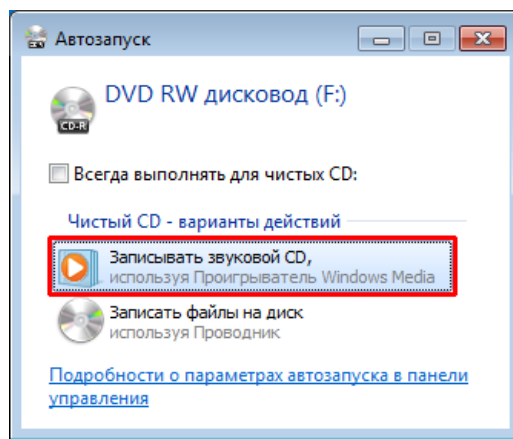 Автозапуск
DVD RW дисковод (F:)
CD-R
Всегда выполнять для чистых CD:
Чистый CD - варианты действий
Записывать звуковой CD,
используя Проигрыватель Windows Media
Записать файлы на диск
используя Проводник
Подробности о параметрах автозапуска в панели
управления